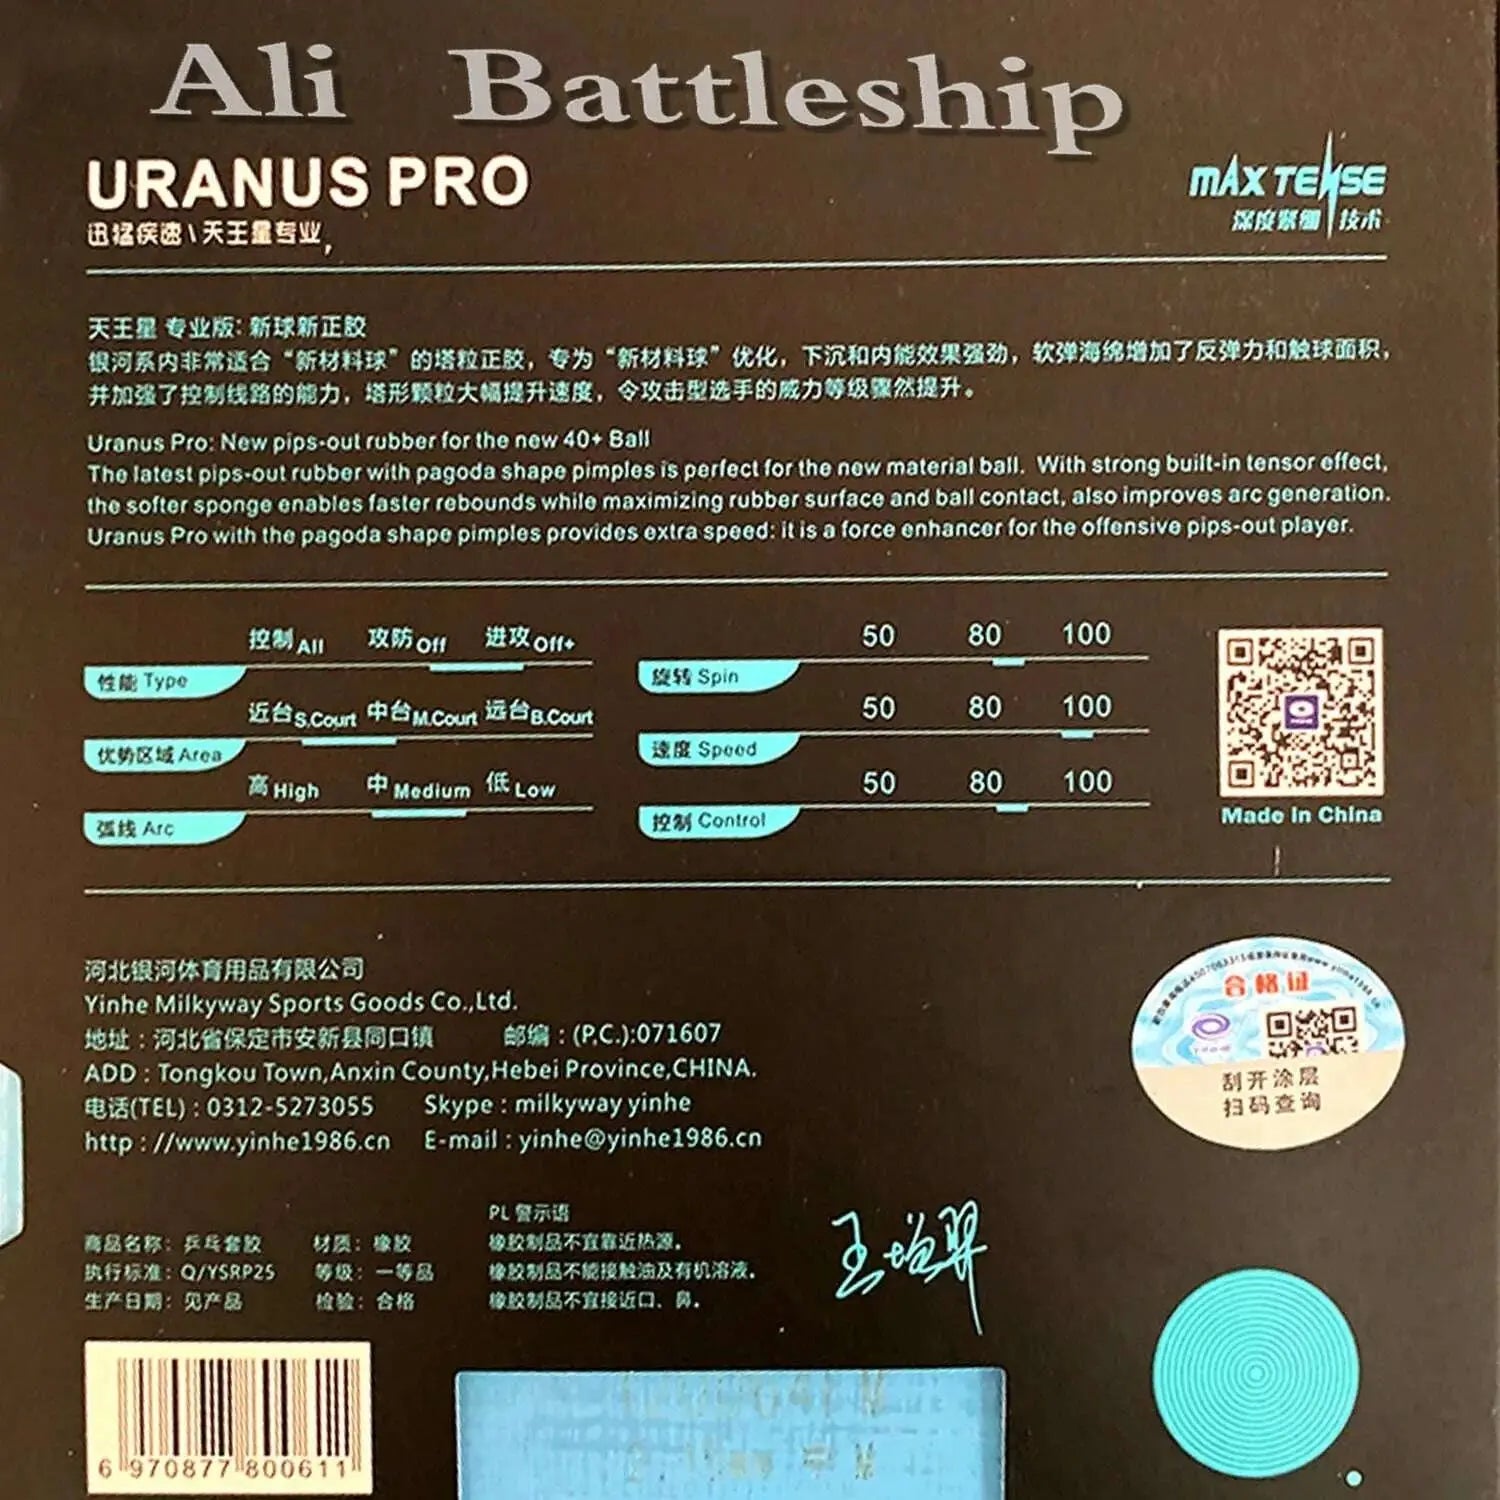 Ali Battleship
URANUS PRO
迅猛疾速\天王星专业,
MAX TENSE
深度紧绷 技术
天王星 专业版: 新球新正胶
银河系内非常适合“新材料球”的塔粒正胶，专为“新材料球”优化，下沉和内能效果强劲，软弹海绵增加了反弹力和触球面积，
并加强了控制线路的能力，塔形颗粒大幅提升速度，令攻击型选手的威力等级骤然提升。
Uranus Pro: New pips-out rubber for the new 40+ Ball
The latest pips-out rubber with pagoda shape pimples is perfect for the new material ball. With strong built-in tensor effect,
the softer sponge enables faster rebounds while maximizing rubber surface and ball contact, also improves arc generation.
Uranus Pro with the pagoda shape pimples provides extra speed: it is a force enhancer for the offensive pips-out player.
控制 All 攻防 Off 进攻 Off+
性能 Type
近台 S.Court 中台 M.Court 远台 B.Court
优势区域 Area
高 High 中 Medium 低 Low
弧线 Arc
50 80 100
旋转 Spin
50 80 100
速度 Speed
50 80 100
控制 Control
Made In China
河北银河体育用品有限公司
Yinhe Milkyway Sports Goods Co.,Ltd.
地址 : 河北省保定市安新县同口镇 邮编 : (P.C.):071607
ADD : Tongkou Town,Anxin County,Hebei Province,CHINA.
电话(TEL) : 0312-5273055 Skype : milkyway yinhe
http : //www.yinhe1986.cn E-mail : yinhe@yinhe1986.cn
合格证
刮开涂层
扫码查询
PL 警示语
商品名称: 乒乓套胶 材质: 橡胶 橡胶制品不宜靠近热源。
执行标准: Q/YSRP25 等级: 一等品 橡胶制品不能接触油及有机溶液。
生产日期: 见产品 检验: 合格 橡胶制品不宜接近口、鼻。
6 970877 800611